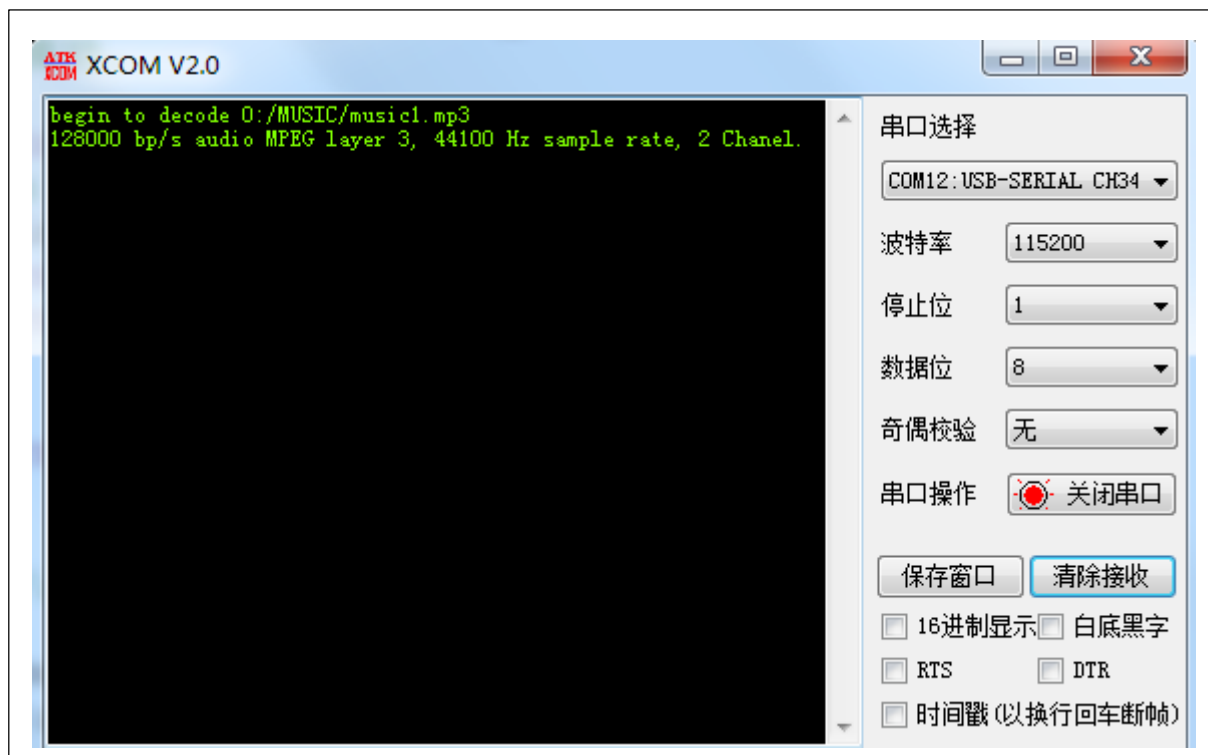 ATK XCOM XCOM V2.0
begin to decode 0:/MUSIC/music1.mp3
128000 bp/s audio MPEG layer 3, 44100 Hz sample rate, 2 Chanel.
串口选择
COM12:USB-SERIAL CH34
波特率 115200
停止位 1
数据位 8
奇偶校验 无
串口操作 关闭串口
保存窗口 清除接收
16进制显示 白底黑字
RTS DTR
时间戳(以换行回车断帧)